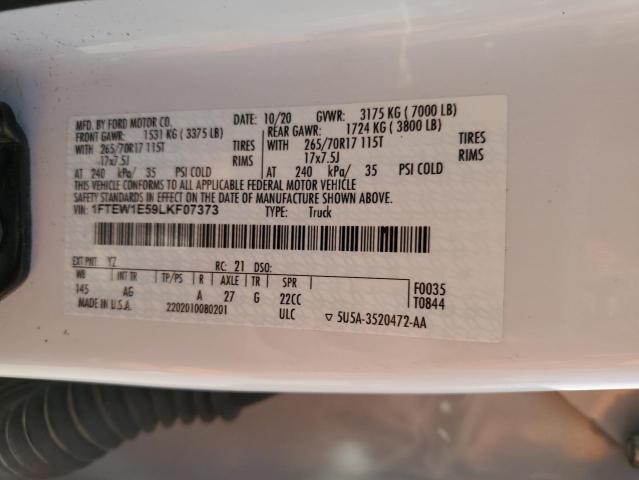 MFD. BY FORD MOTOR CO. DATE: 10/20 GVWR: 3175 KG ( 7000 LB)
FRONT GAWR: 1531 KG ( 3375 LB) REAR GAWR: 1724 KG ( 3800 LB)
WITH 265/70R17 115T TIRES WITH 265/70R17 115T TIRES
17x7.5J RIMS 17x7.5J RIMS
AT 240 kPa/ 35 PSI COLD AT 240 kPa/ 35 PSI COLD
THIS VEHICLE CONFORMS TO ALL APPLICABLE FEDERAL MOTOR VEHICLE
SAFETY STANDARDS IN EFFECT ON THE DATE OF MANUFACTURE SHOWN ABOVE.
VIN: 1FTEW1E59LKF07373 TYPE: Truck
EXT PNT: YZ RC: 21 DSO: F0035
WB INT TR TP/PS R AXLE TR SPR T0844
145 AG A 27 G 22CC
MADE IN U.S.A. 2202010080201 ULC ▽ 5U5A-3520472-AA